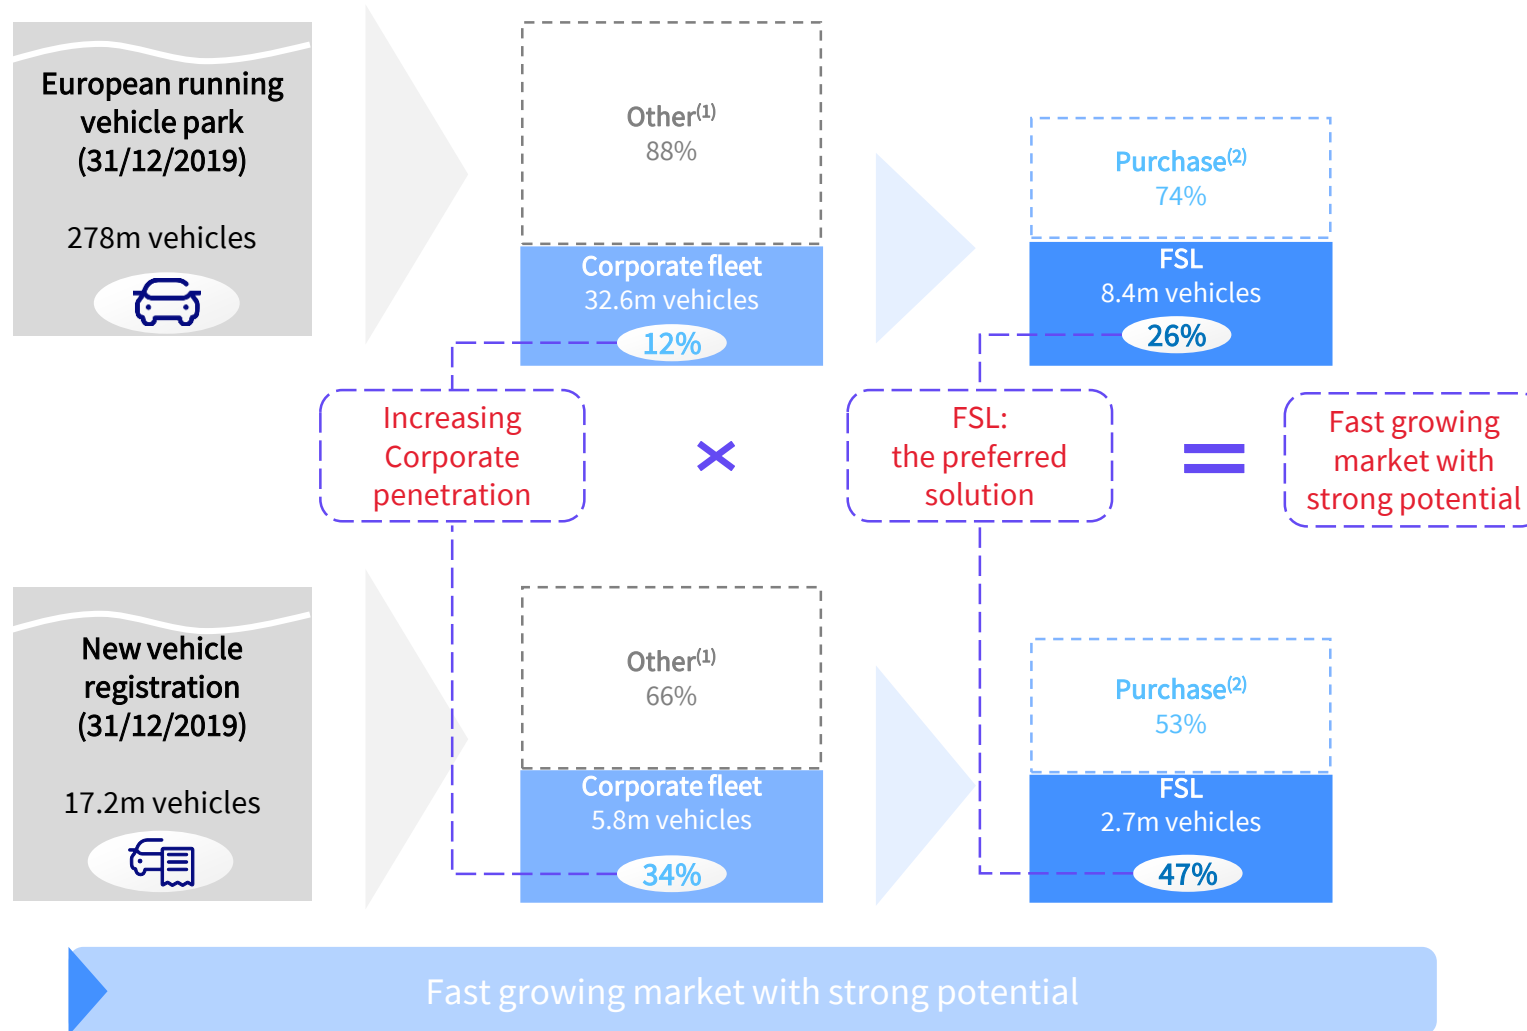 European running
vehicle park
(31/12/2019)
278m vehicles
Other(1)
88%
Corporate fleet
32.6m vehicles
12%
Purchase(2)
74%
FSL
8.4m vehicles
26%
Increasing
Corporate
penetration
×
FSL:
the preferred
solution
=
Fast growing
market with
strong potential
New vehicle
registration
(31/12/2019)
17.2m vehicles
Other(1)
66%
Corporate fleet
5.8m vehicles
34%
Purchase(2)
53%
FSL
2.7m vehicles
47%
Fast growing market with strong potential